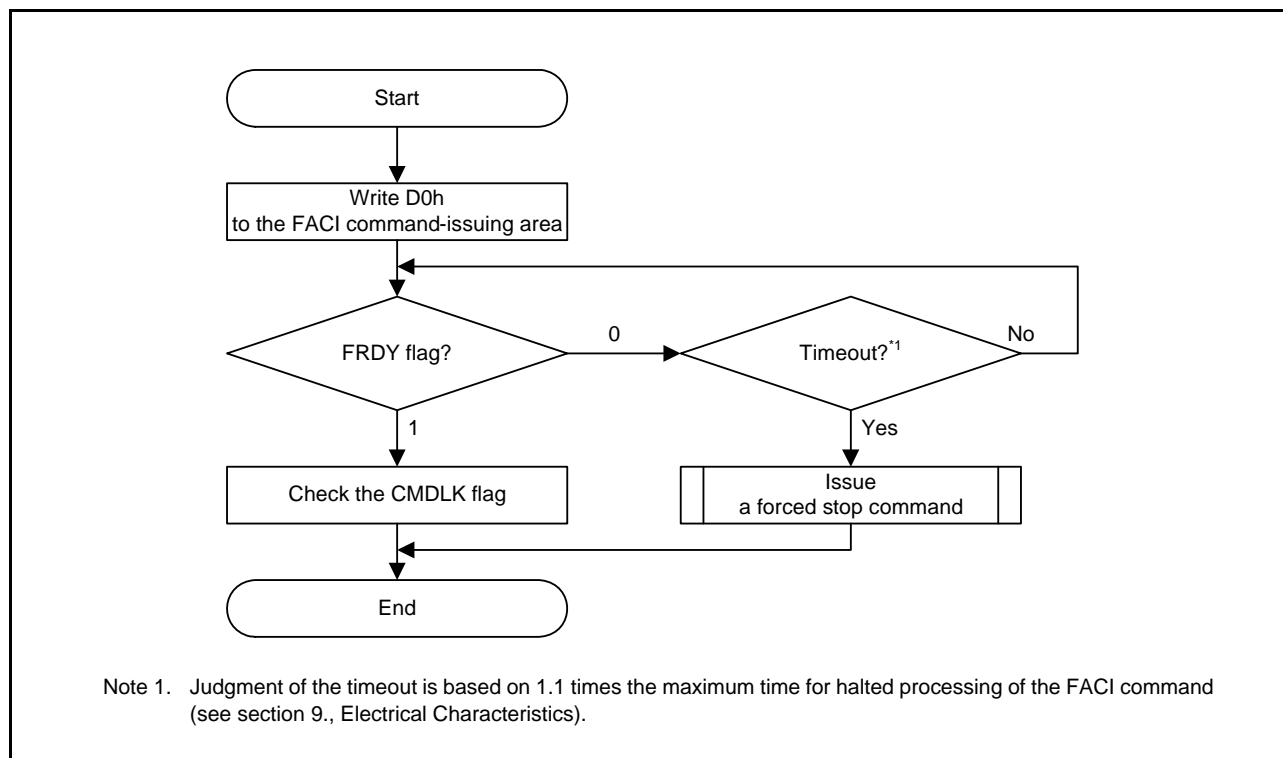 Start
Write D0h
to the FACI command-issuing area
FRDY flag?
0
Timeout?*1
No
1
Yes
Check the CMDLK flag
Issue
a forced stop command
End
Note 1. Judgment of the timeout is based on 1.1 times the maximum time for halted processing of the FACI command
(see section 9., Electrical Characteristics).